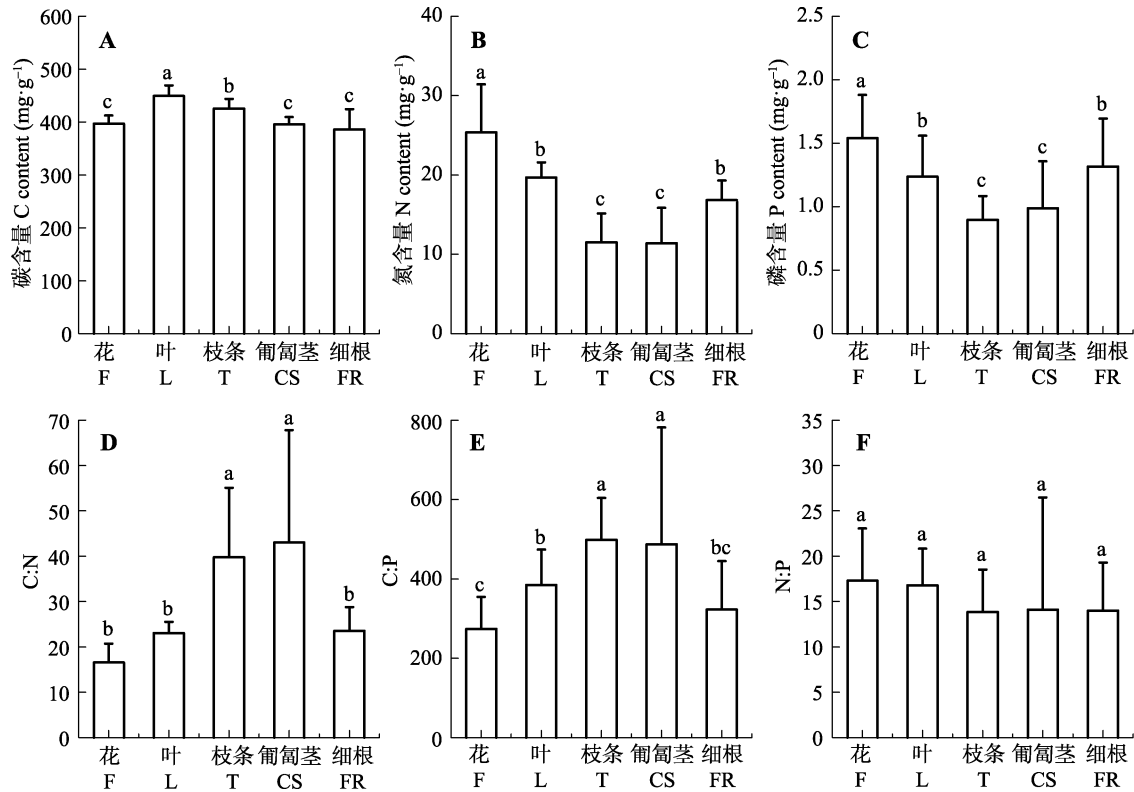 A
碳含量 C content (mg·g⁻¹)
600
500
400
300
200
100
0
c
a
b
c
c
花
叶
枝条
匍匐茎
细根
F
L
T
CS
FR
B
氮含量 N content (mg·g⁻¹)
40
30
20
10
0
a
b
c
c
b
花
叶
枝条
匍匐茎
细根
F
L
T
CS
FR
C
磷含量 P content (mg·g⁻¹)
2.5
2.0
1.5
1.0
0.5
0
a
b
c
c
b
花
叶
枝条
匍匐茎
细根
F
L
T
CS
FR
D
C:N
70
60
50
40
30
20
10
0
b
b
a
a
b
花
叶
枝条
匍匐茎
细根
F
L
T
CS
FR
E
C:P
800
600
400
200
0
c
b
a
a
bc
花
叶
枝条
匍匐茎
细根
F
L
T
CS
FR
F
N:P
35
30
25
20
15
10
5
0
a
a
a
a
a
花
叶
枝条
匍匐茎
细根
F
L
T
CS
FR